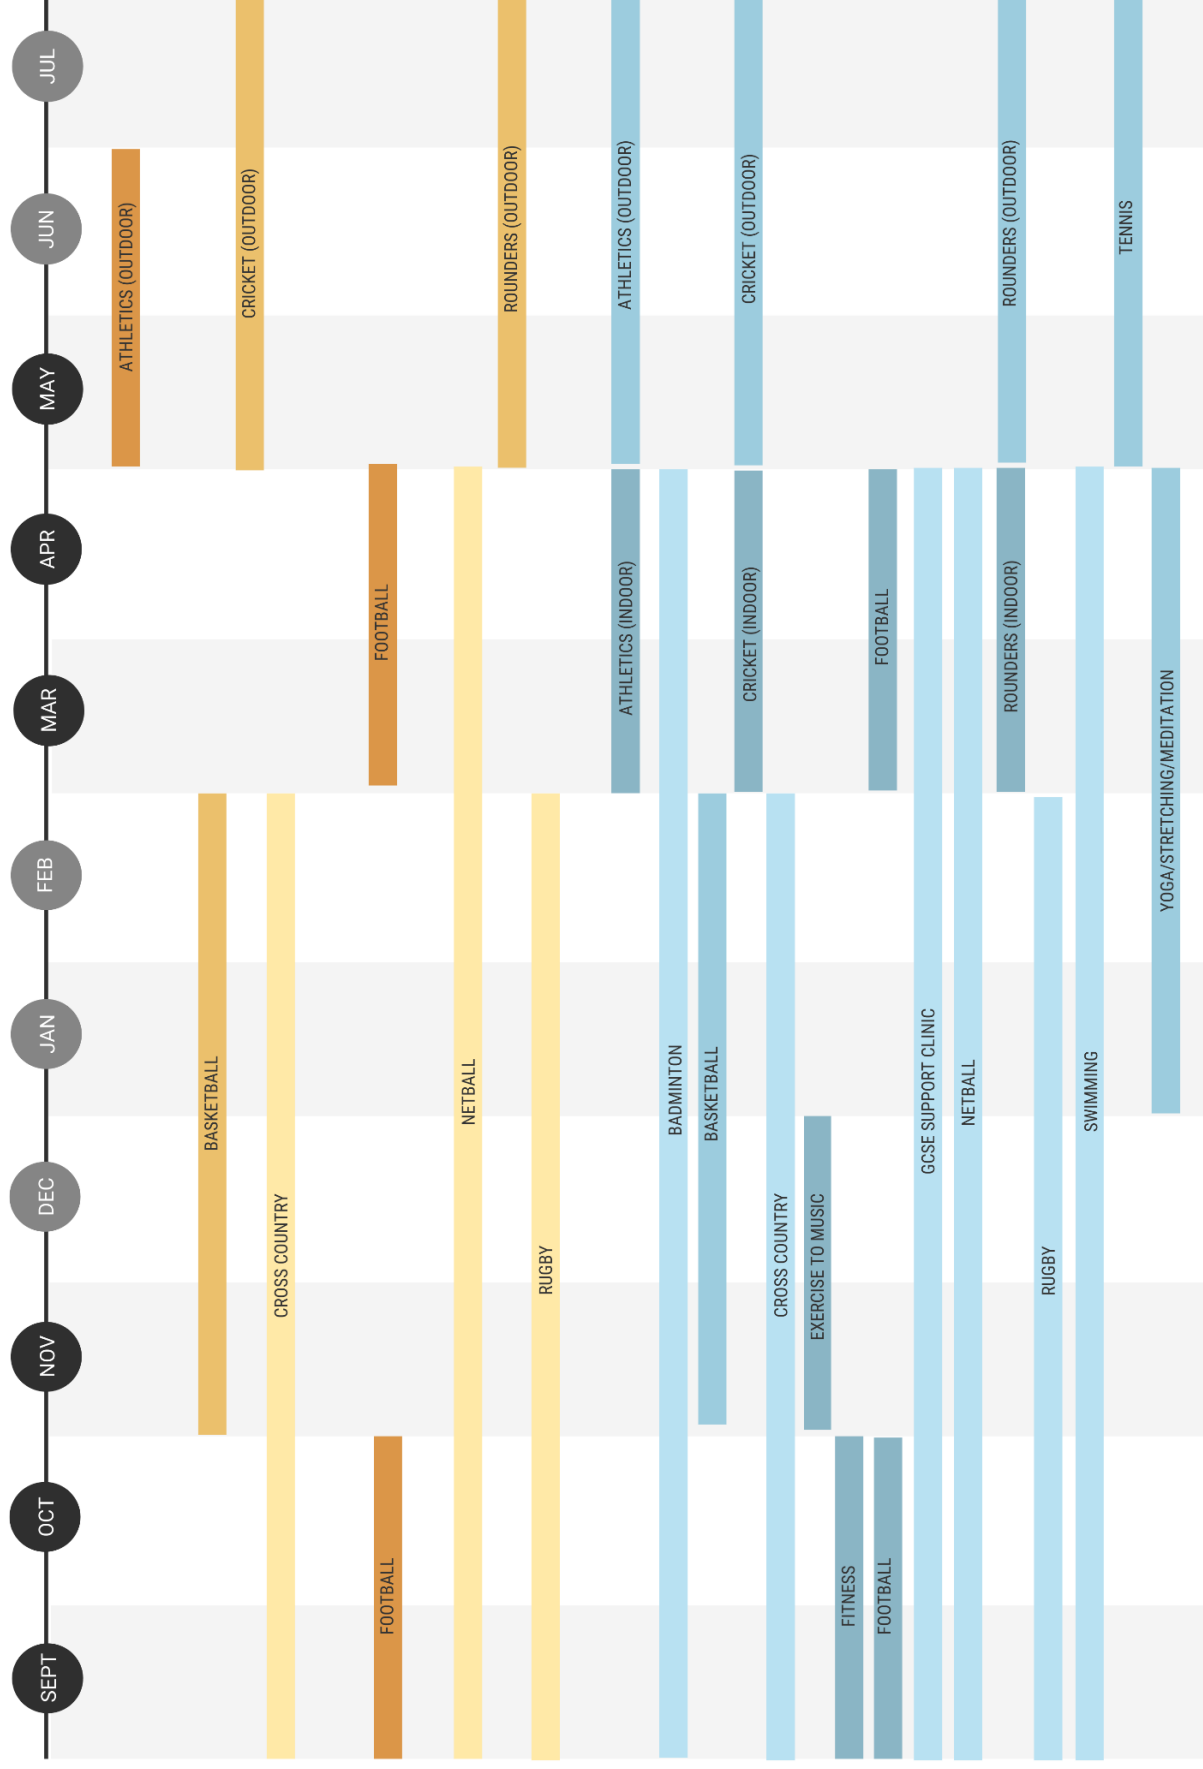 SEPT
OCT
NOV
DEC
JAN
FEB
MAR
APR
MAY
JUN
JUL
ATHLETICS (OUTDOOR)
BASKETBALL
CRICKET (OUTDOOR)
CROSS COUNTRY
FOOTBALL
FOOTBALL
NETBALL
ROUNDERS (OUTDOOR)
RUGBY
ATHLETICS (INDOOR)
ATHLETICS (OUTDOOR)
BADMINTON
BASKETBALL
CRICKET (INDOOR)
CRICKET (OUTDOOR)
CROSS COUNTRY
EXERCISE TO MUSIC
FITNESS
FOOTBALL
FOOTBALL
GCSE SUPPORT CLINIC
NETBALL
ROUNDERS (INDOOR)
ROUNDERS (OUTDOOR)
RUGBY
SWIMMING
TENNIS
YOGA/STRETCHING/MEDITATION